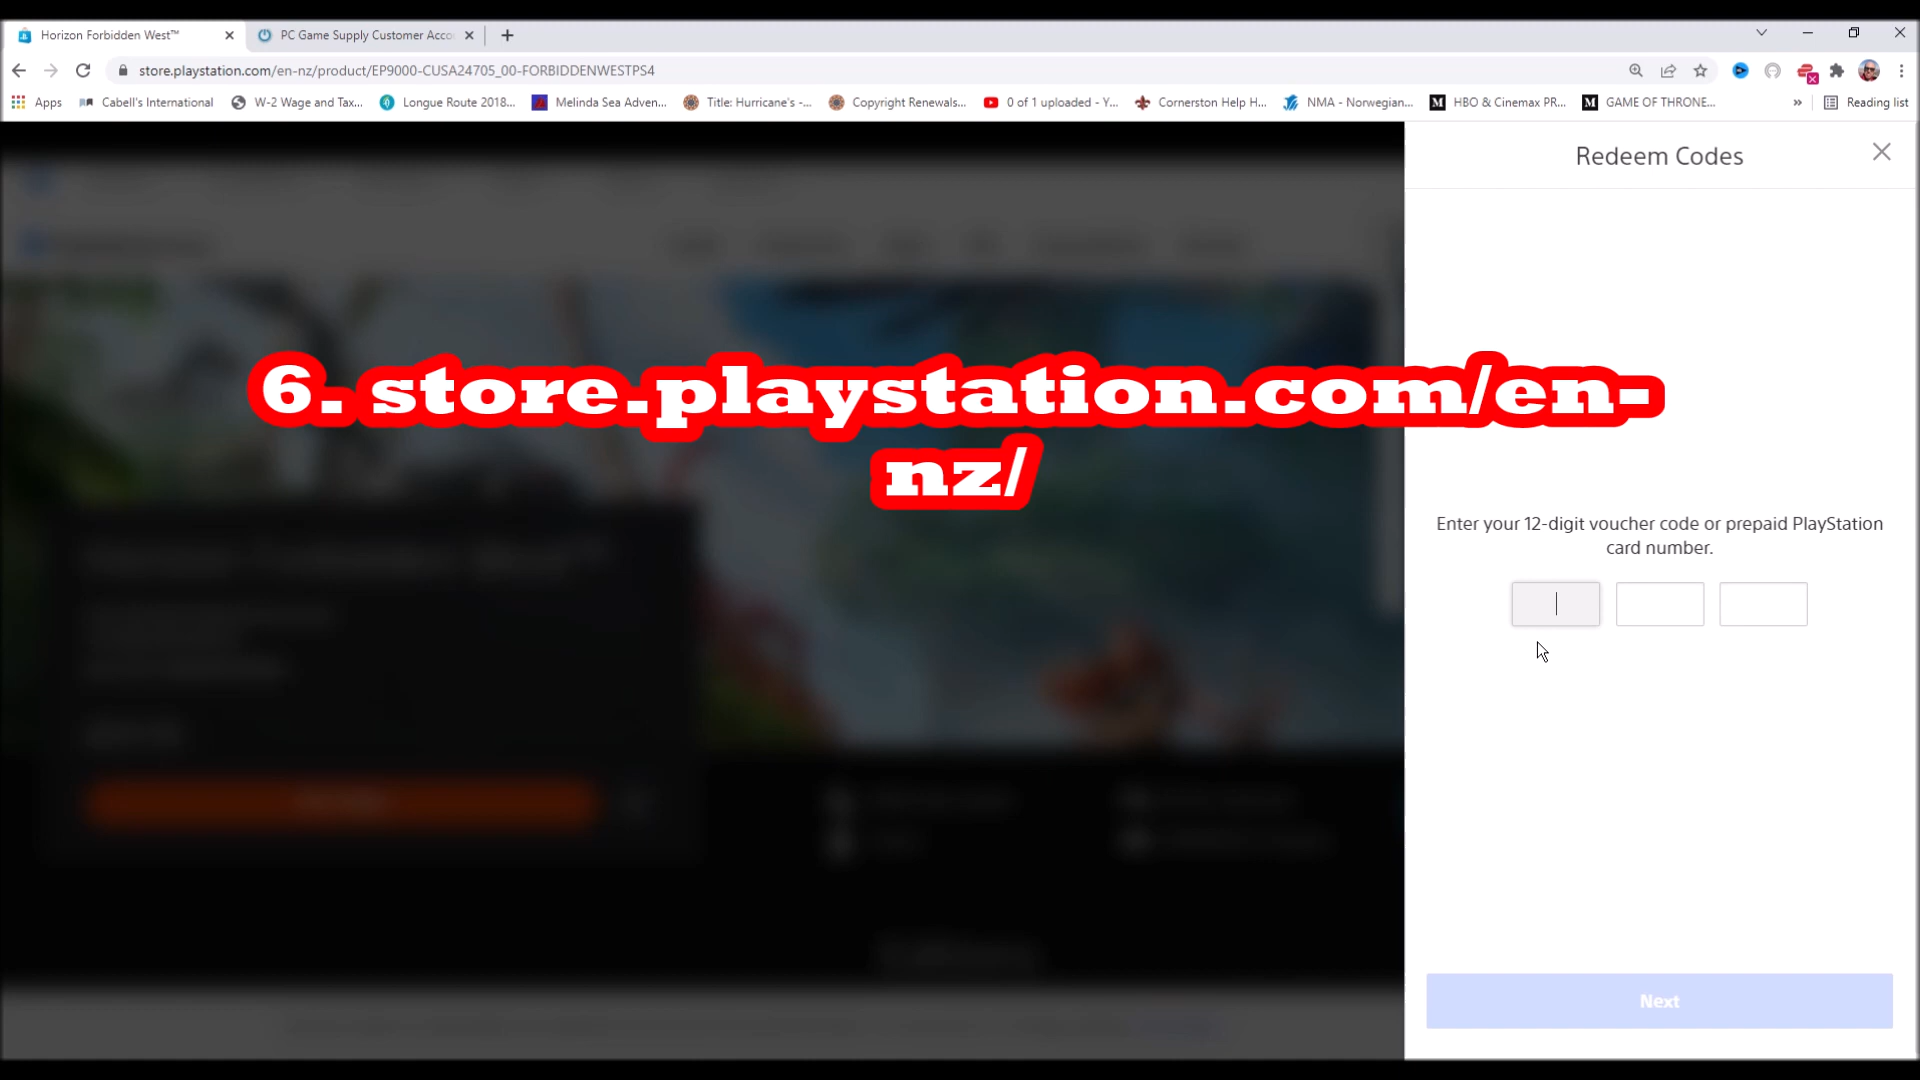 Horizon Forbidden West™
PC Game Supply Customer Acco
store.playstation.com/en-nz/product/EP9000-CUSA24705_00-FORBIDDENWESTPS4
Apps
Cabell's International
W-2 Wage and Tax...
Longue Route 2018...
Melinda Sea Adven...
Title: Hurricane's -...
Copyright Renewals...
0 of 1 uploaded - Y...
Cornerston Help H...
NMA - Norwegian...
HBO & Cinemax PR...
GAME OF THRONE...
»
Reading list
Redeem Codes
6. store.playstation.com/en-
nz/
Enter your 12-digit voucher code or prepaid PlayStation
card number.
Next